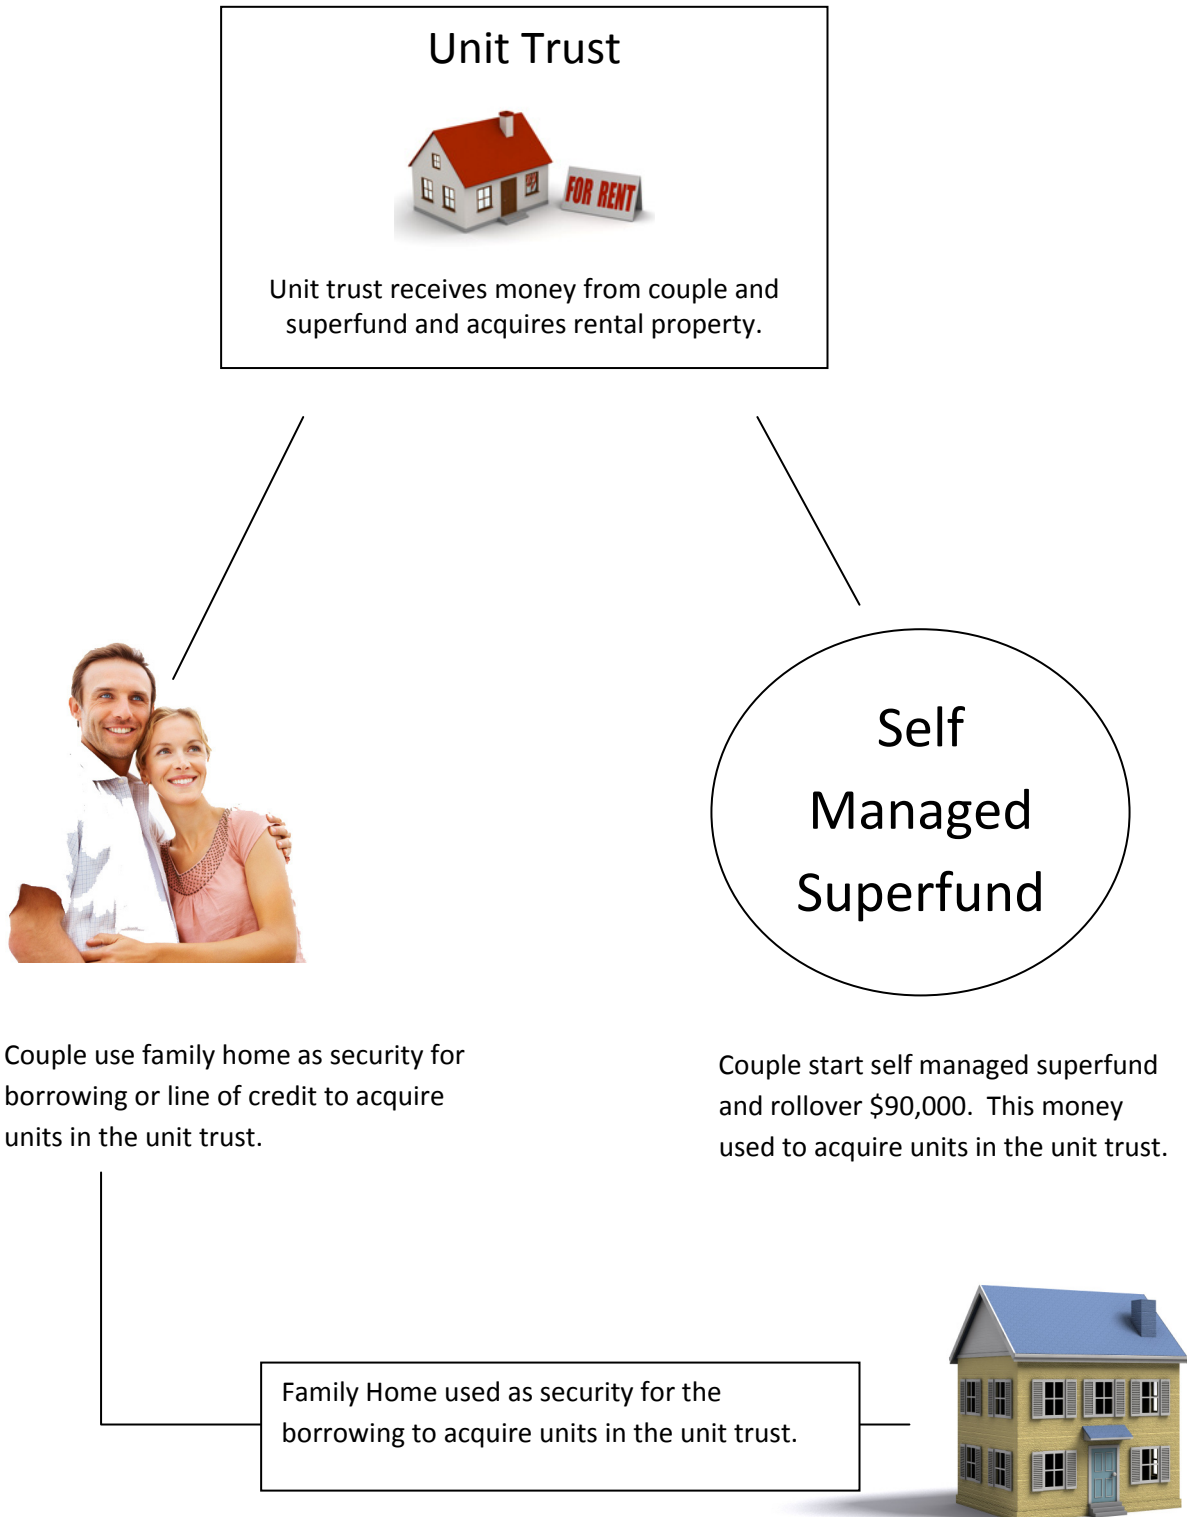 Unit Trust
FOR RENT
Unit trust receives money from couple and
superfund and acquires rental property.
Self
Managed
Superfund
Couple use family home as security for
borrowing or line of credit to acquire
units in the unit trust.
Couple start self managed superfund
and rollover $90,000.  This money
used to acquire units in the unit trust.
Family Home used as security for the
borrowing to acquire units in the unit trust.